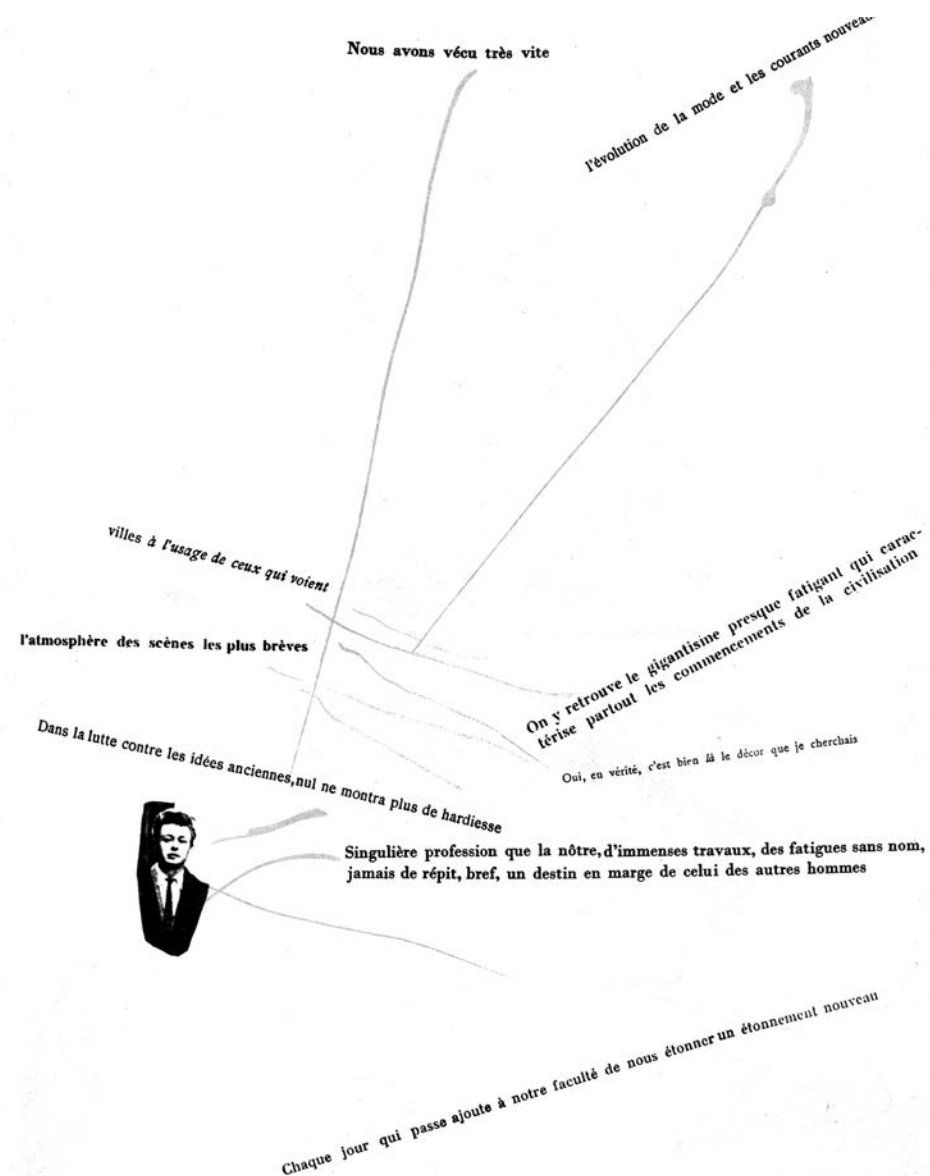 Nous avons vécu très vite
l'évolution de la mode et les courants nouveau
villes à l'usage de ceux qui voient
l'atmosphère des scènes les plus brèves
On y retrouve le gigantisme presque fatigant qui carac-
térise partout les commencements de la civilisation
Dans la lutte contre les idées anciennes, nul ne montra plus de hardiesse
Oui, en vérité, c'est bien là le décor que je cherchais
Singulière profession que la nôtre, d'immenses travaux, des fatigues sans nom,
jamais de répit, bref, un destin en marge de celui des autres hommes
Chaque jour qui passe ajoute à notre faculté de nous étonner un étonnement nouveau